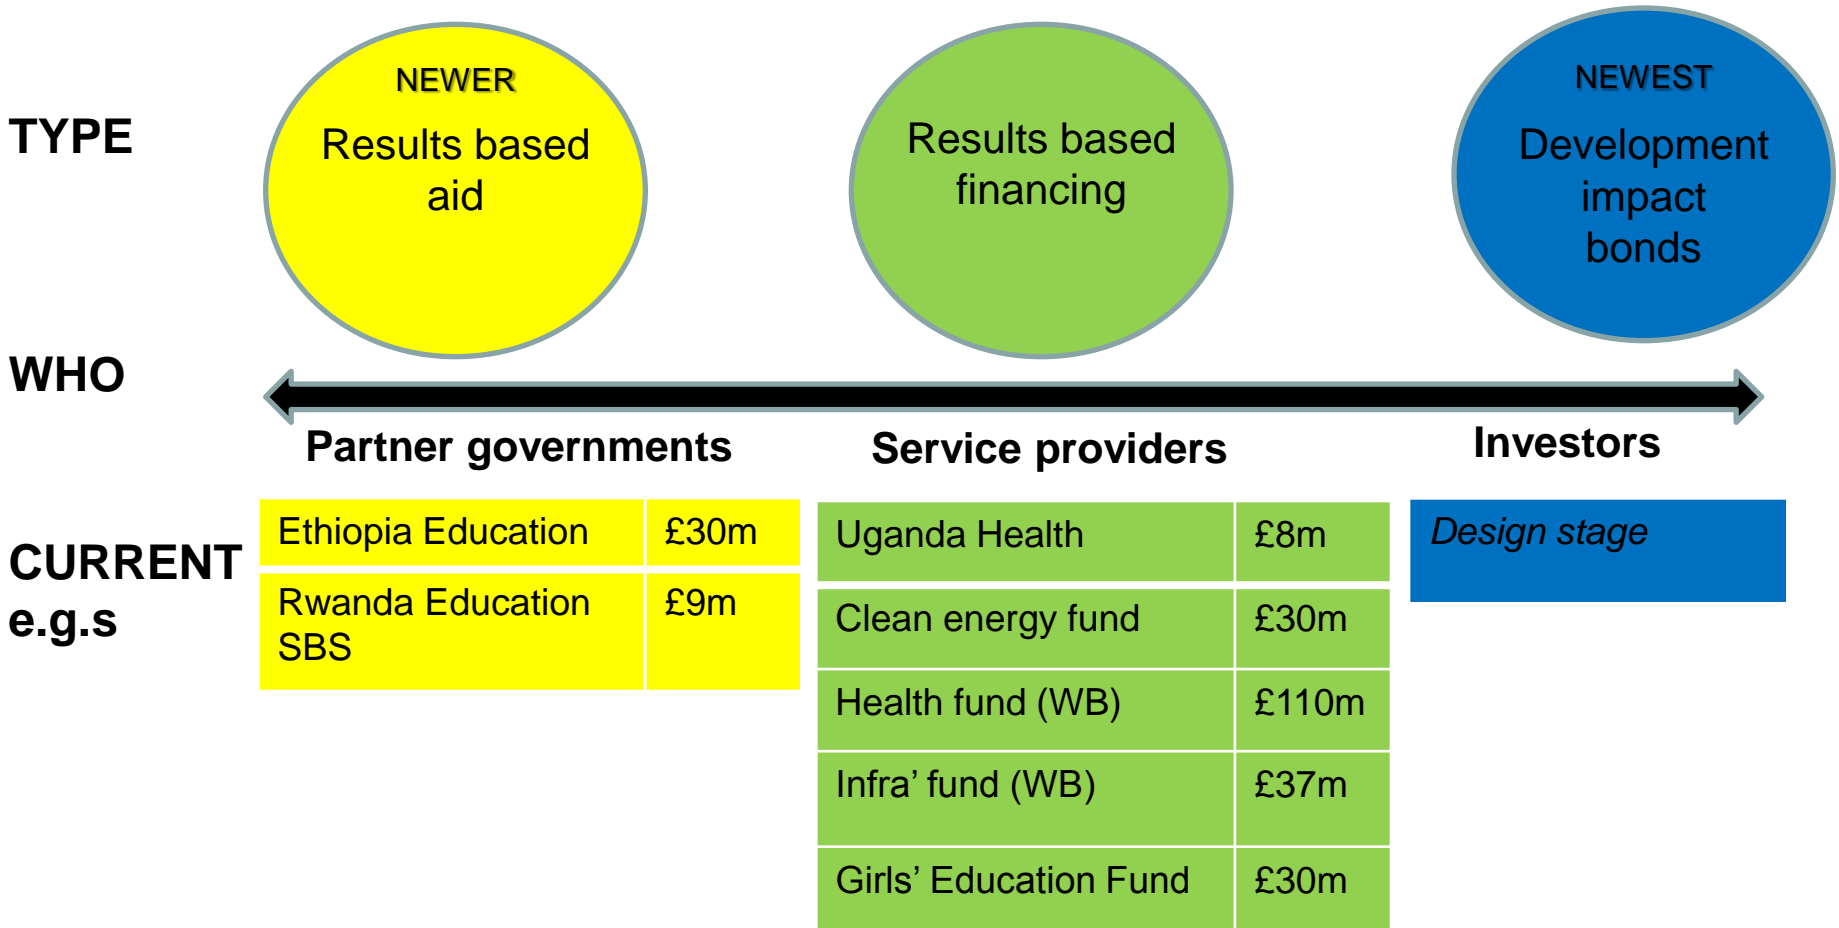 TYPE
NEWER
Results based
aid
Results based
financing
NEWEST
Development
impact
bonds
WHO
Partner governments
Service providers
Investors
CURRENT
e.g.s
Ethiopia Education £30m
Rwanda Education £9m
SBS
Uganda Health £8m
Clean energy fund £30m
Health fund (WB) £110m
Infra’ fund (WB) £37m
Girls’ Education Fund £30m
Design stage